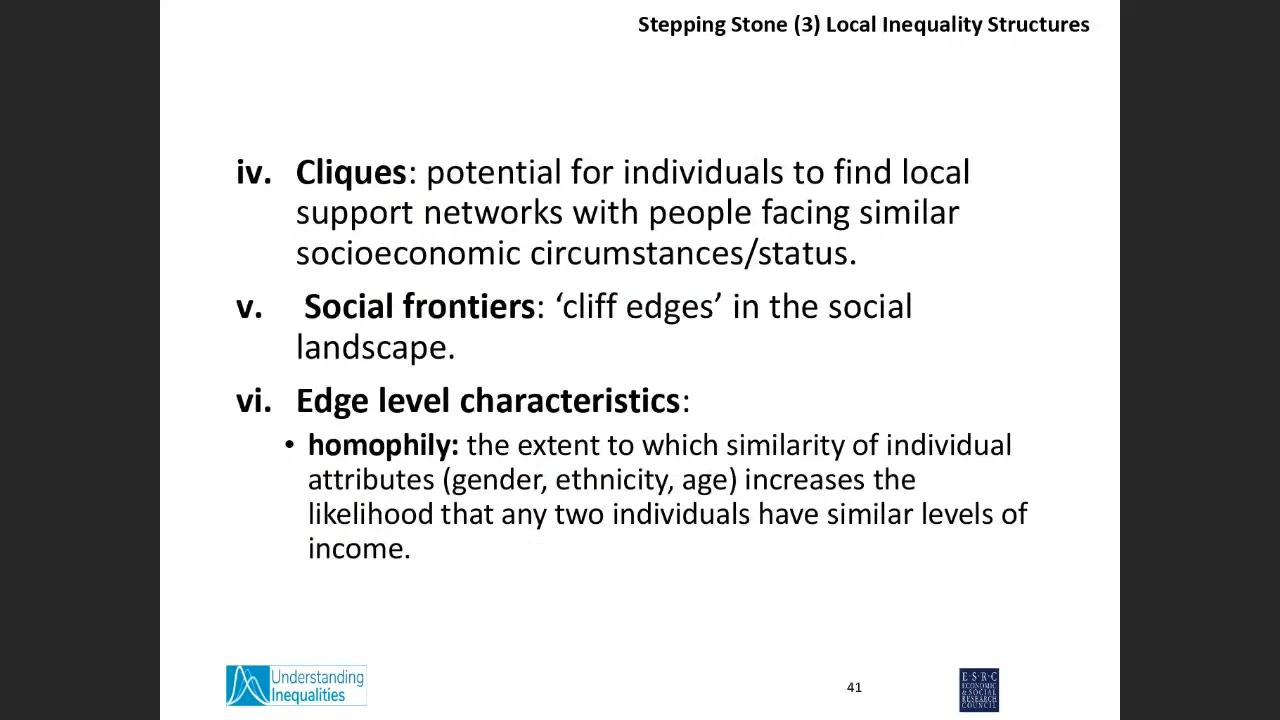 Stepping Stone (3) Local Inequality Structures
iv. Cliques: potential for individuals to find local
support networks with people facing similar
socioeconomic circumstances/status.
v. Social frontiers: ‘cliff edges’ in the social
landscape.
vi. Edge level characteristics:
• homophily: the extent to which similarity of individual
attributes (gender, ethnicity, age) increases the
likelihood that any two individuals have similar levels of
income.
Understanding
Inequalities
41
E·S·R·C
ECONOMIC
& SOCIAL
RESEARCH
COUNCIL